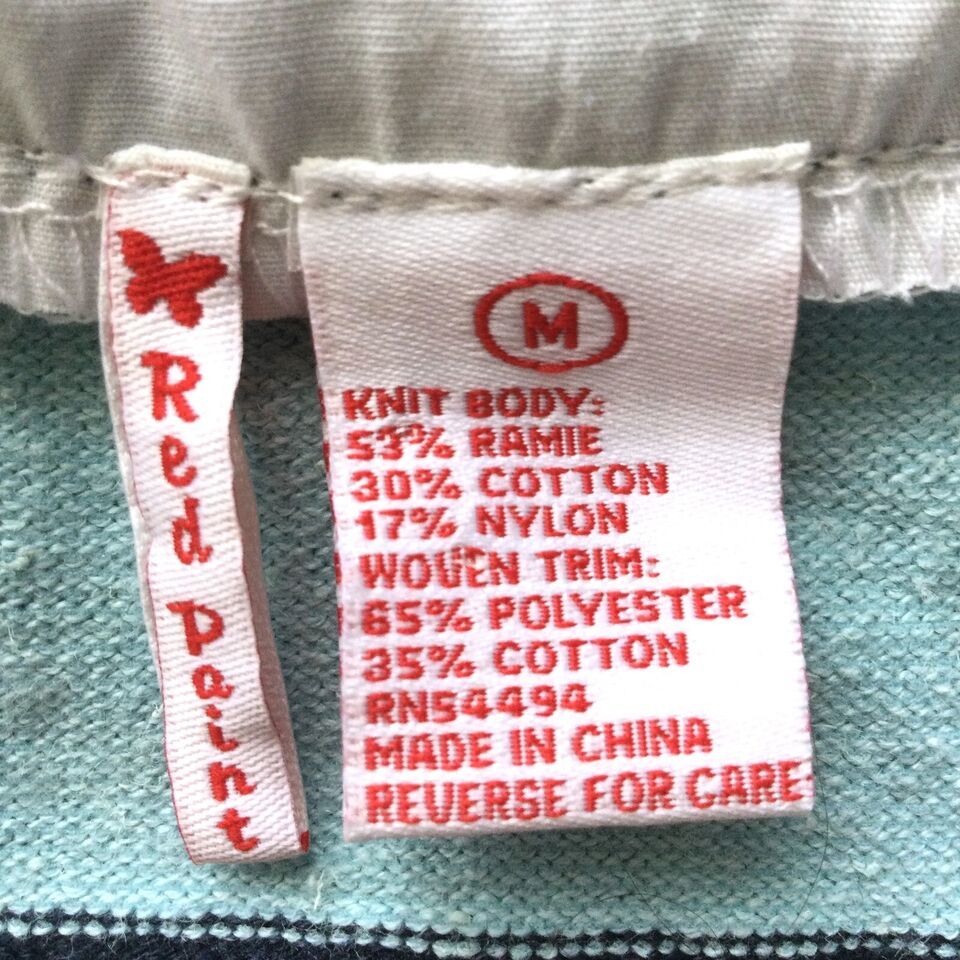 Red Paint
M
KNIT BODY:
53% RAMIE
30% COTTON
17% NYLON
WOVEN TRIM:
65% POLYESTER
35% COTTON
RN54494
MADE IN CHINA
REVERSE FOR CARE